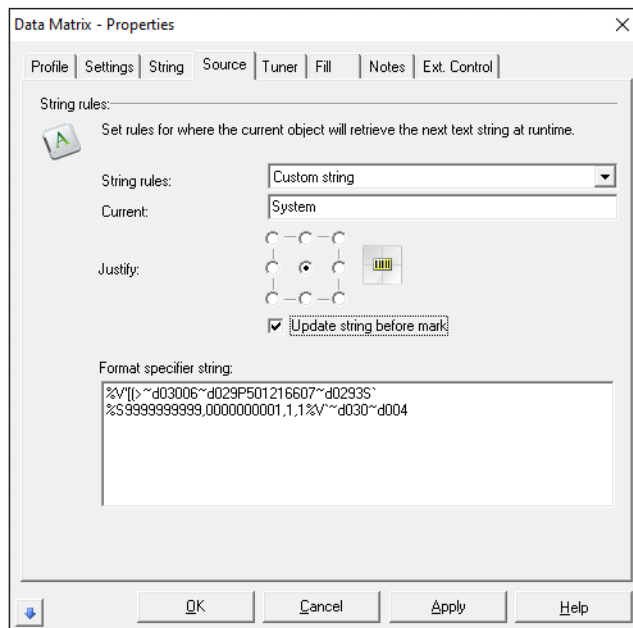 Data Matrix - Properties
Profile Settings String Source Tuner Fill Notes Ext. Control
String rules:
Set rules for where the current object will retrieve the next text string at runtime.
String rules: Custom string
Current: System
Justify:
Update string before mark
Format specifier string:
%V'[(>~d03006~d029P501216607~d0293S`
%S9999999999,0000000001,1,1%V`~d030~d004
OK Cancel Apply Help